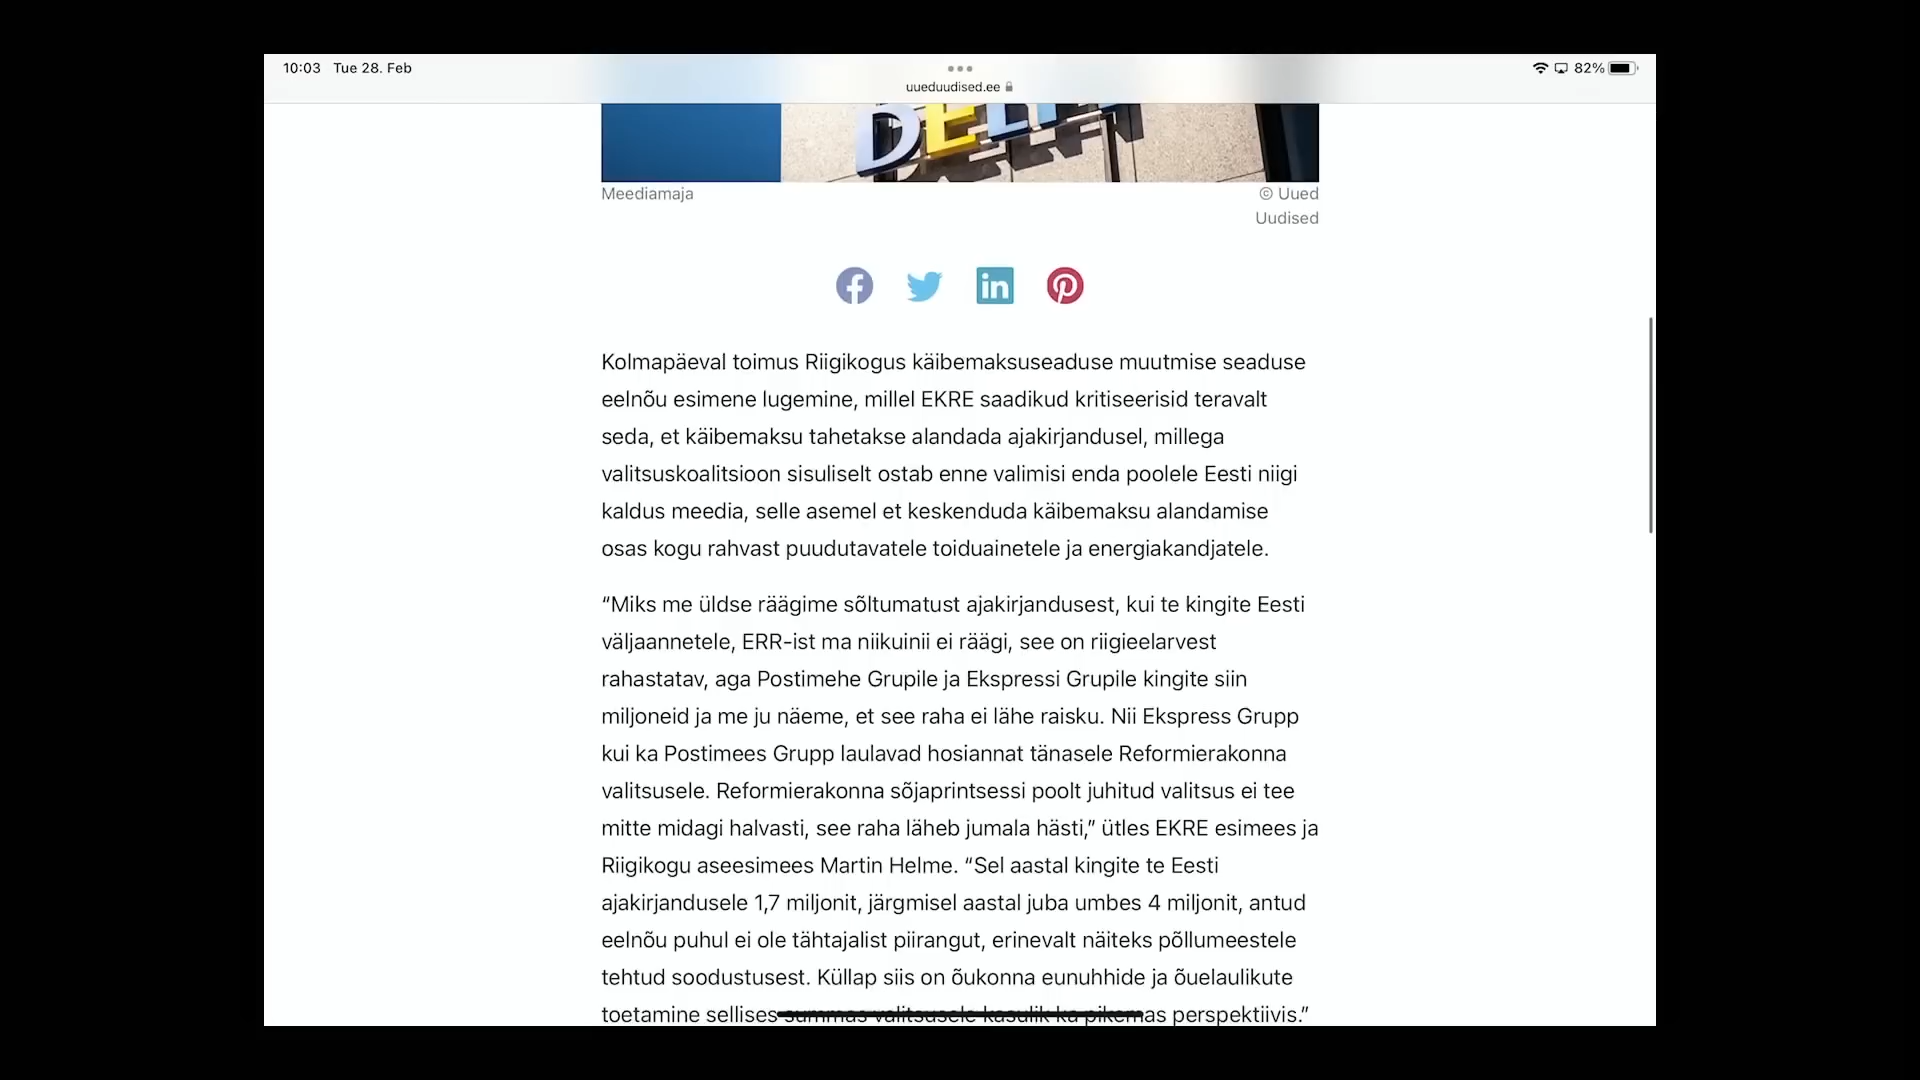 10:03 Tue 28. Feb
82%
uueduudised.ee
DELF
Meediamaja
© Uued
Uudised
Kolmapäeval toimus Riigikogus käibemaksuseaduse muutmise seaduse
eelnõu esimene lugemine, millel EKRE saadikud kritiseerisid teravalt
seda, et käibemaksu tahetakse alandada ajakirjandusel, millega
valitsuskoalitsioon sisuliselt ostab enne valimisi enda poolele Eesti niigi
kaldus meedia, selle asemel et keskenduda käibemaksu alandamise
osas kogu rahvast puudutavatele toiduainetele ja energiakandjatele.
“Miks me üldse räägime sõltumatust ajakirjandusest, kui te kingite Eesti
väljaannetele, ERR-ist ma niikuinii ei räägi, see on riigieelarvest
rahastatav, aga Postimehe Grupile ja Ekspressi Grupile kingite siin
miljoneid ja me ju näeme, et see raha ei lähe raisku. Nii Ekspress Grupp
kui ka Postimees Grupp laulavad hosiannat tänasele Reformierakonna
valitsusele. Reformierakonna sõjaprintsessi poolt juhitud valitsus ei tee
mitte midagi halvasti, see raha läheb jumala hästi,” ütles EKRE esimees ja
Riigikogu aseesimees Martin Helme. “Sel aastal kingite te Eesti
ajakirjandusele 1,7 miljonit, järgmisel aastal juba umbes 4 miljonit, antud
eelnõu puhul ei ole tähtajalist piirangut, erinevalt näiteks põllumeestele
tehtud soodustusest. Küllap siis on õukonna eunuhhide ja õuelaulikute
toetamine sellises summas valitsusele kasulik ka pikemas perspektiivis.”